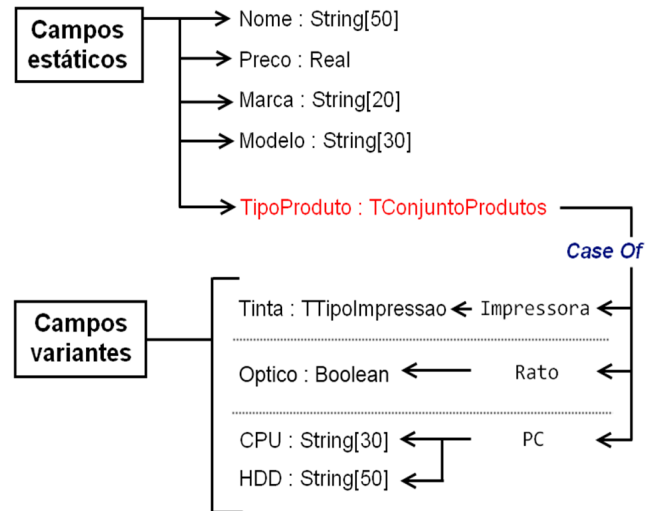 Campos
estáticos
Nome : String[50]
Preco : Real
Marca : String[20]
Modelo : String[30]
TipoProduto : TConjuntoProdutos
Case Of
Campos
variantes
Tinta : TTipoImpressao Impressora
Optico : Boolean Rato
CPU : String[30] PC
HDD : String[50]